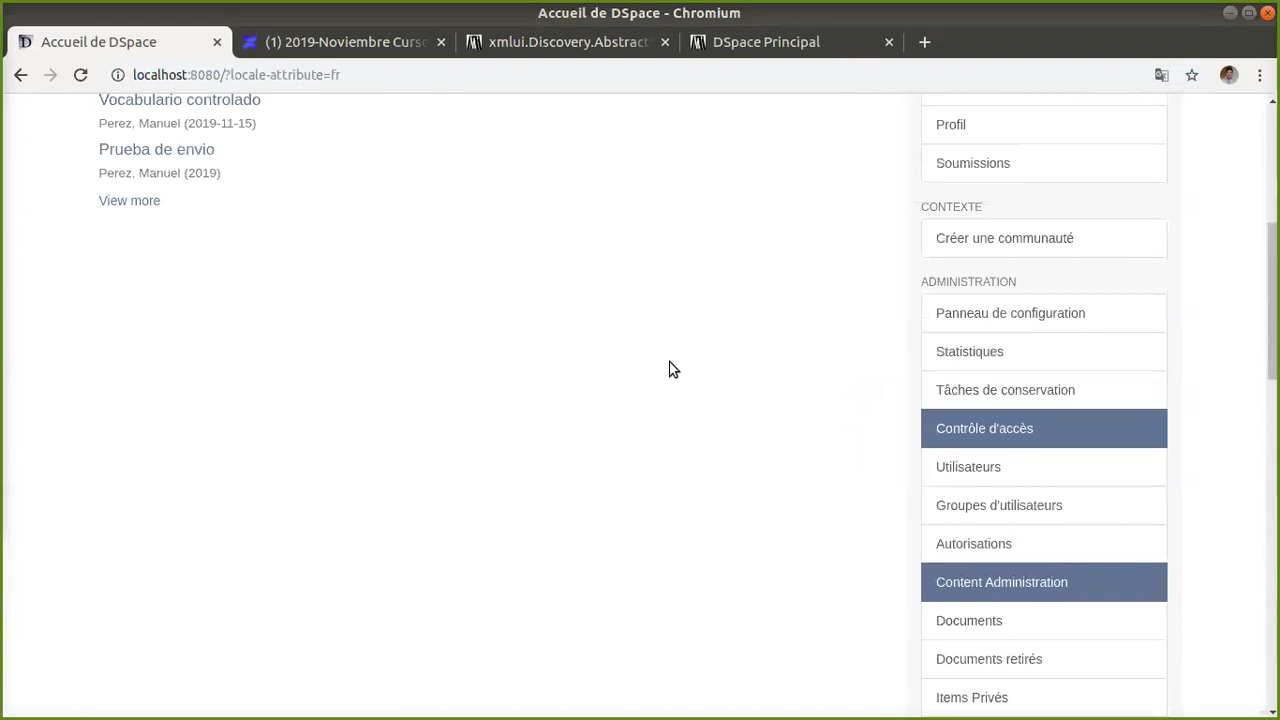 Accueil de DSpace - Chromium
Accueil de DSpace
(1) 2019-Noviembre Curs
xmlui.Discovery.Abstract
DSpace Principal
localhost:8080/?locale-attribute=fr
Vocabulario controlado
Perez, Manuel (2019-11-15)
Prueba de envio
Perez, Manuel (2019)
View more
Profil
Soumissions
CONTEXTE
Créer une communauté
ADMINISTRATION
Panneau de configuration
Statistiques
Tâches de conservation
Contrôle d'accès
Utilisateurs
Groupes d'utilisateurs
Autorisations
Content Administration
Documents
Documents retirés
Items Privés